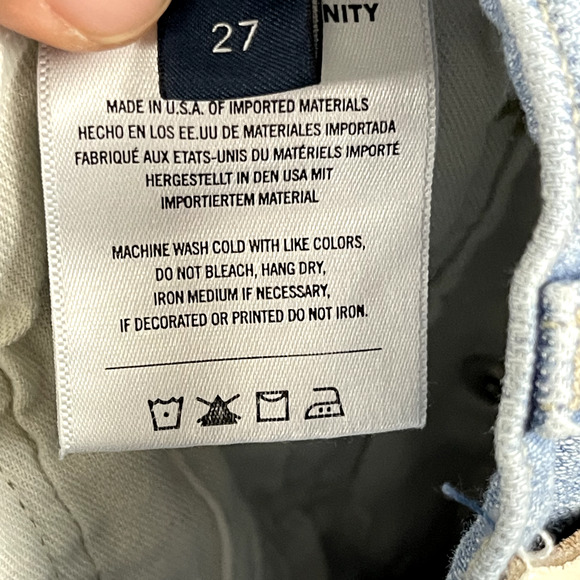 27
NITY
MADE IN U.S.A. OF IMPORTED MATERIALS
HECHO EN LOS EE.UU DE MATERIALES IMPORTADA
FABRIQUÉ AUX ETATS-UNIS DU MATÉRIELS IMPORTÉ
HERGESTELLT IN DEN USA MIT
IMPORTIERTEM MATERIAL
MACHINE WASH COLD WITH LIKE COLORS,
DO NOT BLEACH, HANG DRY,
IRON MEDIUM IF NECESSARY,
IF DECORATED OR PRINTED DO NOT IRON.